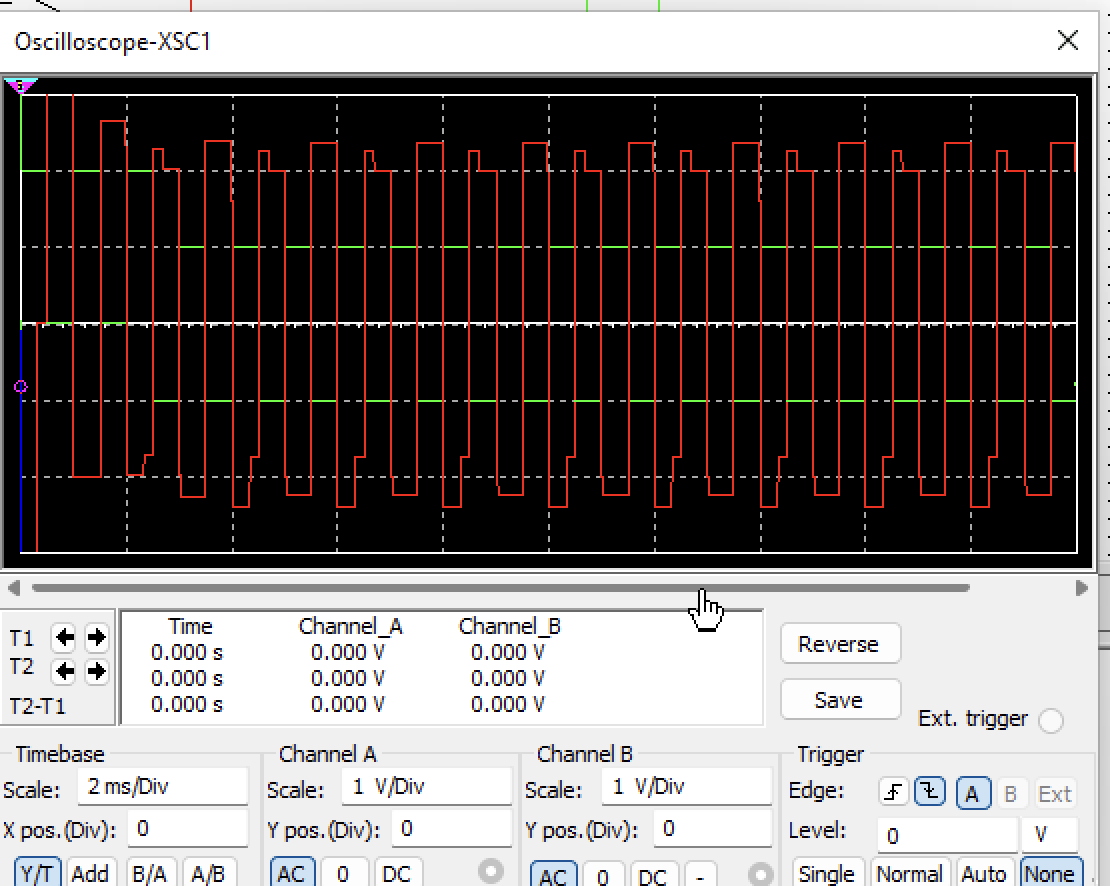 Oscilloscope-XSC1
Time Channel_A Channel_B
T1 0.000 s 0.000 V 0.000 V
T2 0.000 s 0.000 V 0.000 V
T2-T1 0.000 s 0.000 V 0.000 V
Reverse
Save
Ext. trigger
Timebase
Scale: 2 ms/Div
X pos.(Div): 0
Y/T Add B/A A/B
Channel A
Scale: 1 V/Div
Y pos.(Div): 0
AC 0 DC
Channel B
Scale: 1 V/Div
Y pos.(Div): 0
AC 0 DC -
Trigger
Edge: A B Ext
Level: 0 V
Single Normal Auto None